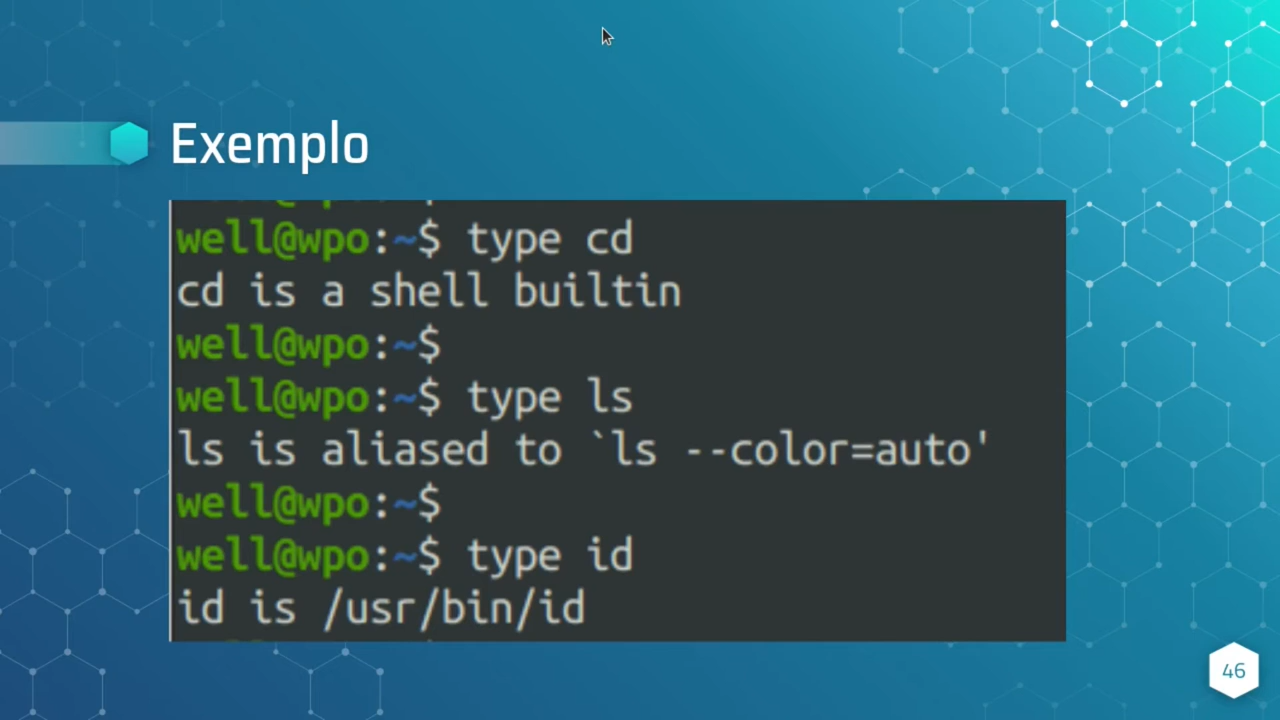 Exemplo
well@wpo:~$ type cd
cd is a shell builtin
well@wpo:~$
well@wpo:~$ type ls
ls is aliased to `ls --color=auto'
well@wpo:~$
well@wpo:~$ type id
id is /usr/bin/id
46